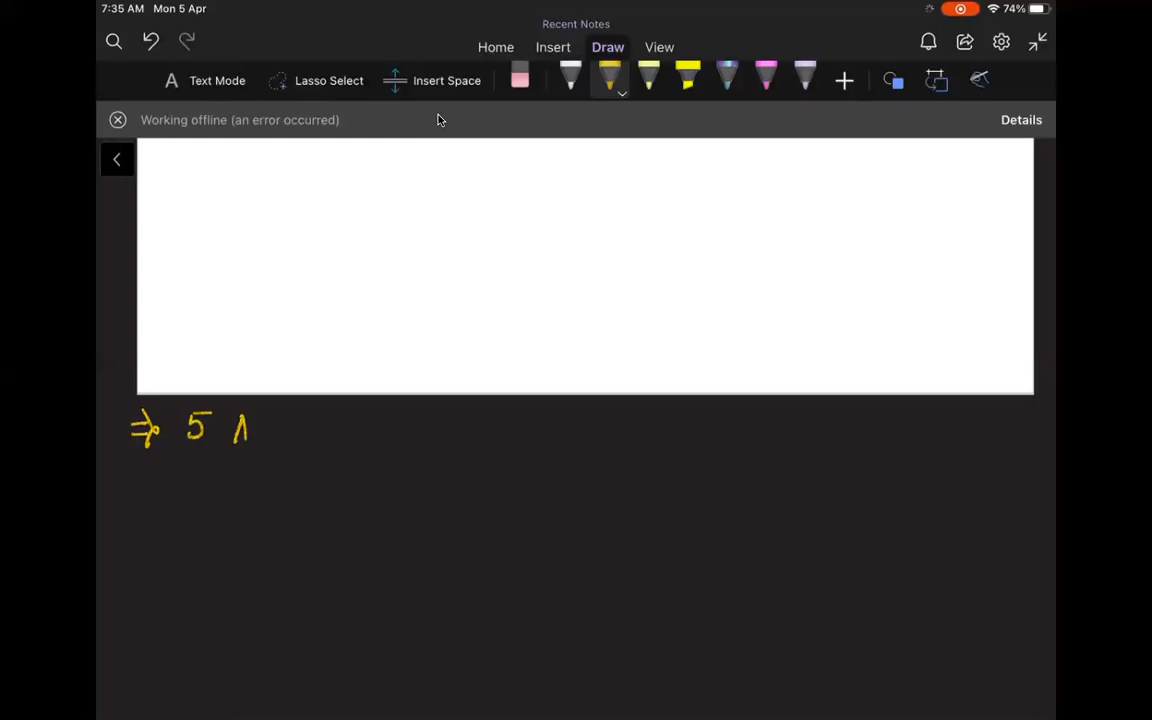 7:35 AM Mon 5 Apr 74%
Recent Notes
Home Insert Draw View
A Text Mode Lasso Select Insert Space
Working offline (an error occurred) Details
⇒ 5